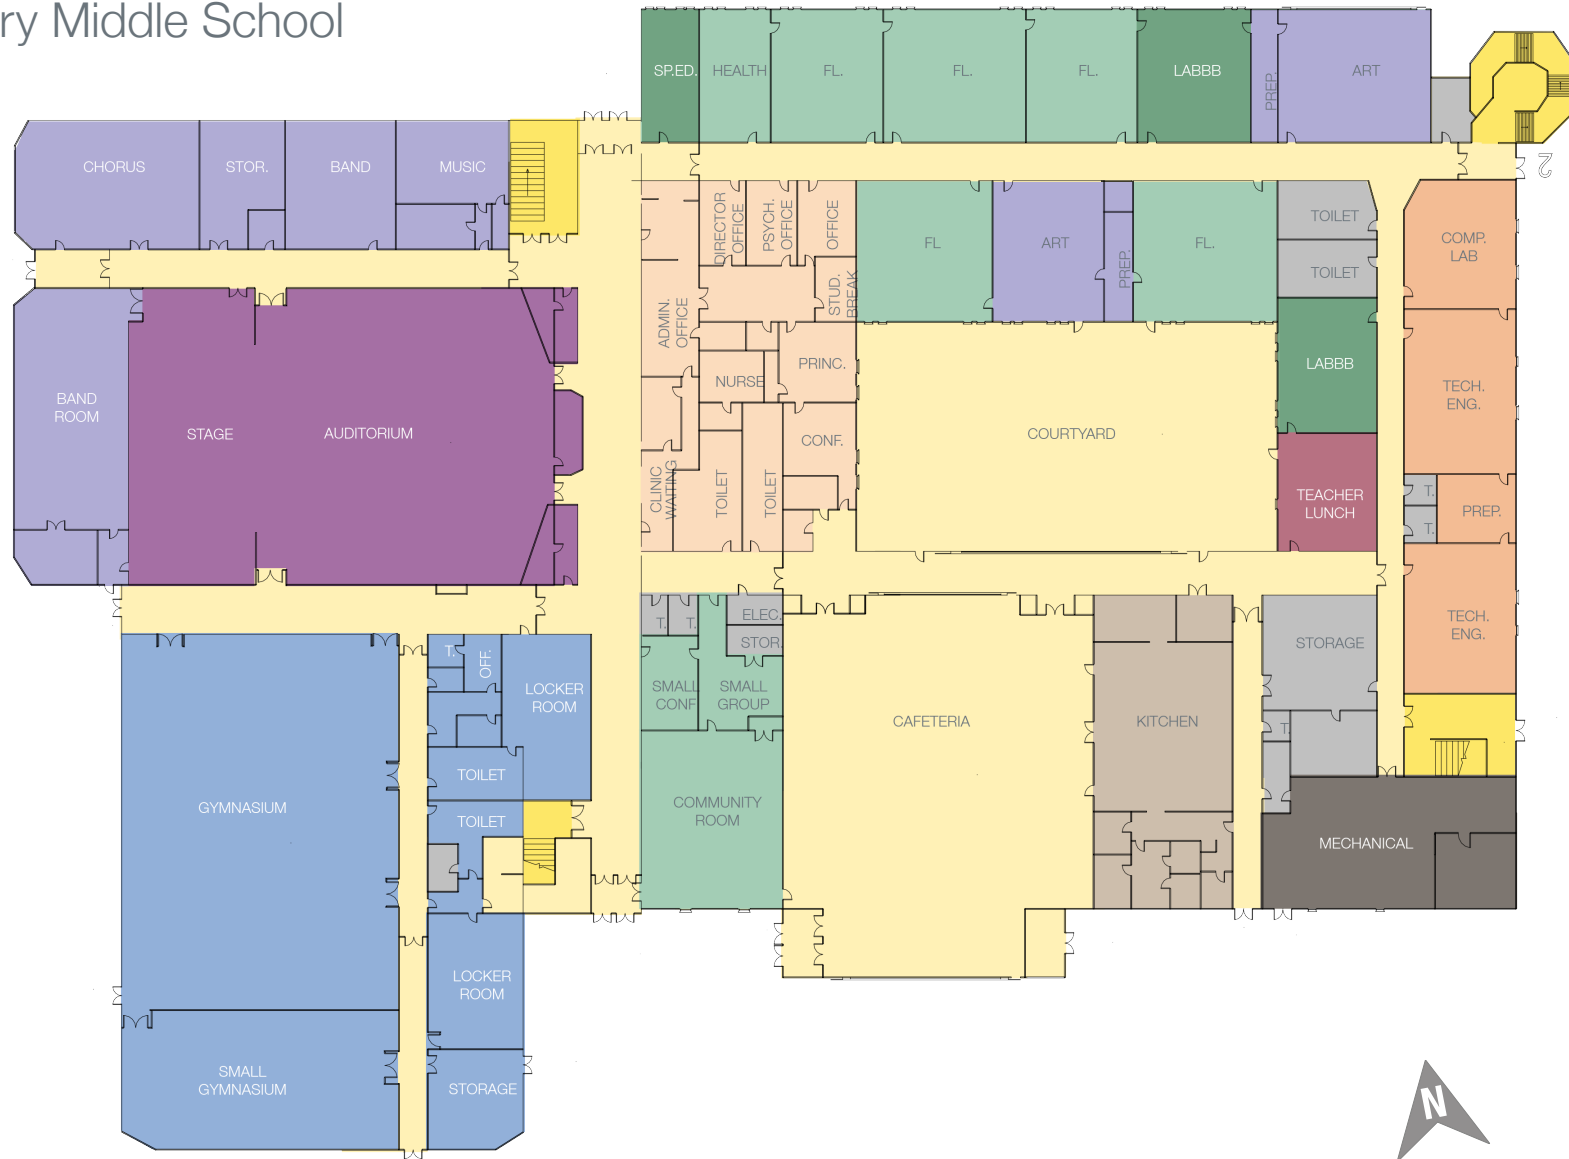 ry Middle School
SP.ED.
HEALTH
FL.
FL.
FL.
LABBB
PREP.
ART
2
CHORUS
STOR.
BAND
MUSIC
DIRECTOR
OFFICE
PSYCH.
OFFICE
OFFICE
FL
ART
PREP.
FL.
TOILET
TOILET
COMP.
LAB
ADMIN.
OFFICE
STUD.
BREAK
NURSE
PRINC.
CONF.
CLINIC
WAITING
TOILET
TOILET
COURTYARD
LABBB
TEACHER
LUNCH
TECH.
ENG.
T.
T.
PREP.
TECH.
ENG.
BAND
ROOM
STAGE
AUDITORIUM
T.
OFF.
LOCKER
ROOM
TOILET
TOILET
GYMNASIUM
T.
T.
ELEC.
STOR.
SMALL
CONF
SMALL
GROUP
COMMUNITY
ROOM
CAFETERIA
KITCHEN
STORAGE
T.
MECHANICAL
LOCKER
ROOM
SMALL
GYMNASIUM
STORAGE
N